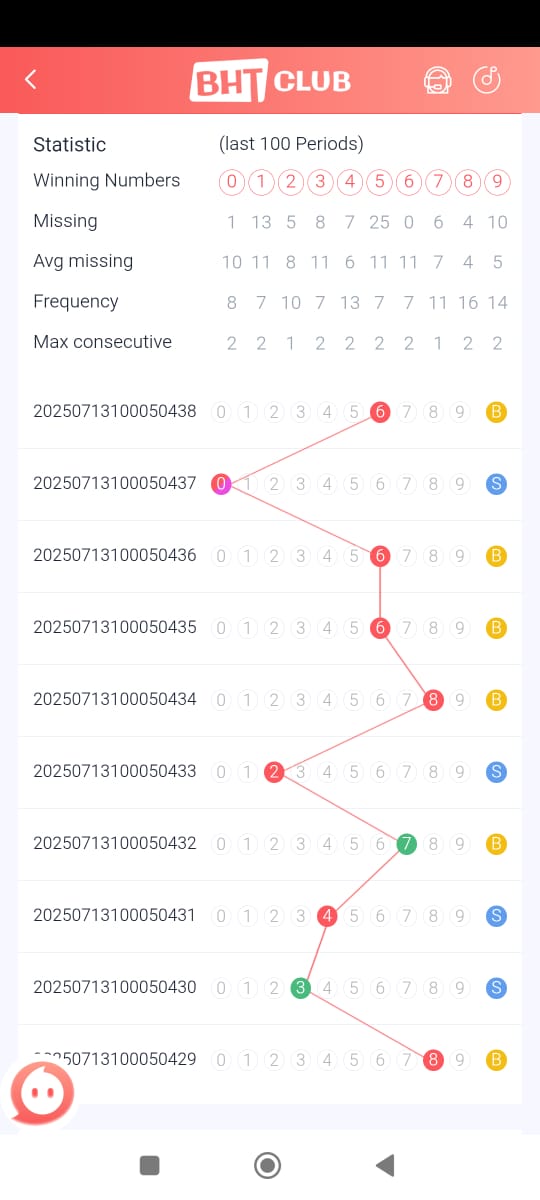 BHT CLUB
Statistic (last 100 Periods)
Winning Numbers 0 1 2 3 4 5 6 7 8 9
Missing 1 13 5 8 7 25 0 6 4 10
Avg missing 10 11 8 11 6 11 11 7 4 5
Frequency 8 7 10 7 13 7 7 11 16 14
Max consecutive 2 2 1 2 2 2 2 1 2 2
20250713100050438 0 1 2 3 4 5 6 7 8 9 B
20250713100050437 0 1 2 3 4 5 6 7 8 9 S
20250713100050436 0 1 2 3 4 5 6 7 8 9 B
20250713100050435 0 1 2 3 4 5 6 7 8 9 B
20250713100050434 0 1 2 3 4 5 6 7 8 9 B
20250713100050433 0 1 2 3 4 5 6 7 8 9 S
20250713100050432 0 1 2 3 4 5 6 7 8 9 B
20250713100050431 0 1 2 3 4 5 6 7 8 9 S
20250713100050430 0 1 2 3 4 5 6 7 8 9 S
20250713100050429 0 1 2 3 4 5 6 7 8 9 B